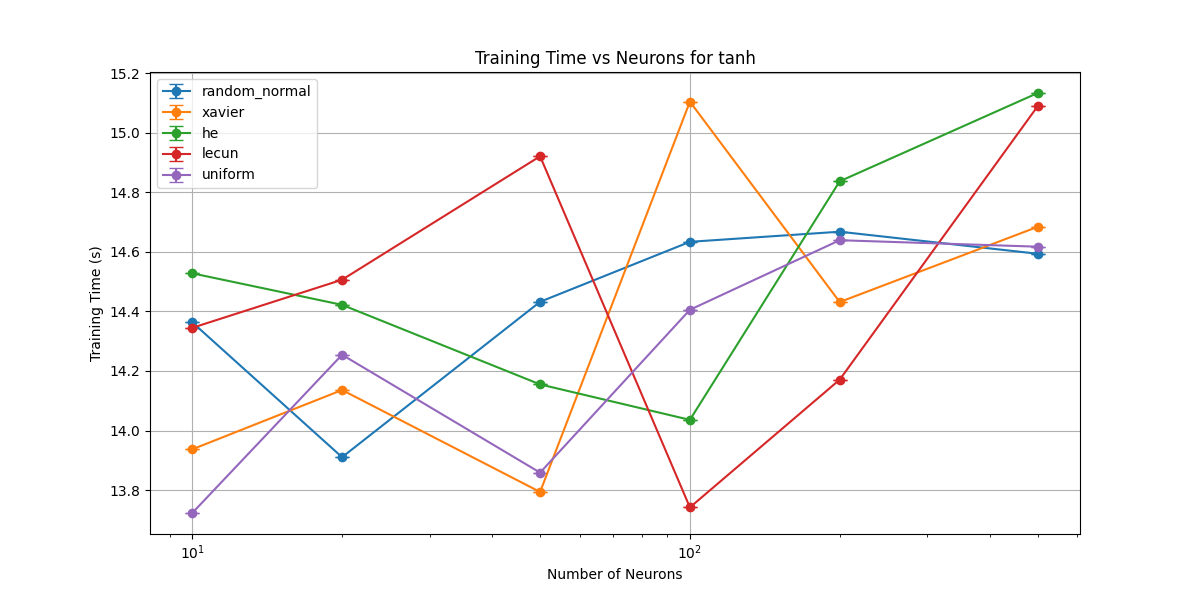 Training Time vs Neurons for tanh
15.2
15.0
14.8
14.6
14.4
14.2
14.0
13.8
Training Time (s)
random_normal
xavier
he
lecun
uniform
10¹
10²
Number of Neurons